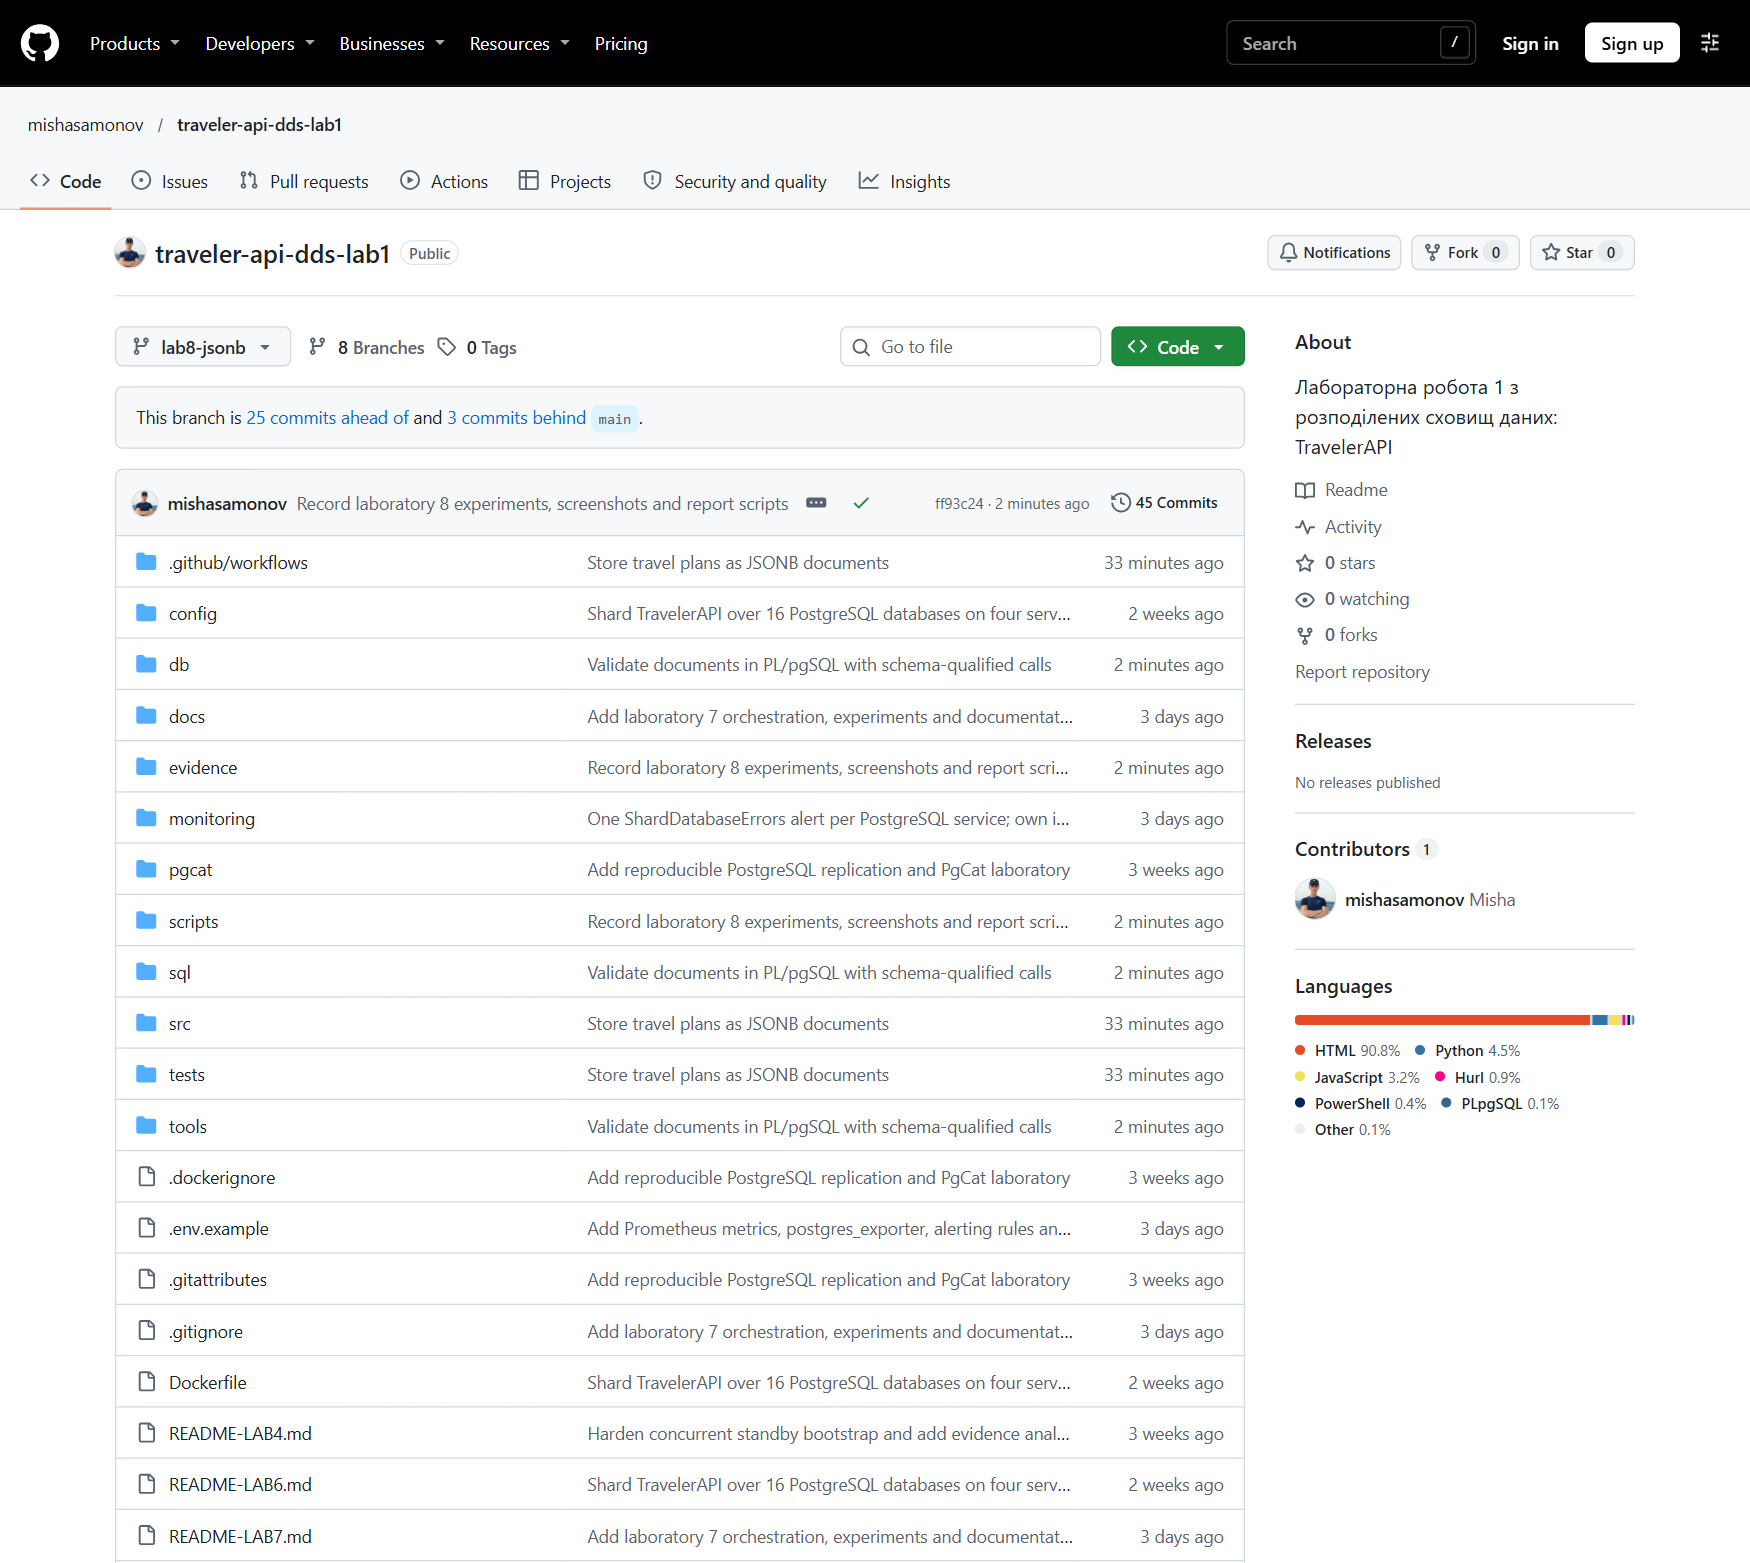 Products Developers Businesses Resources Pricing Search / Sign in Sign up
mishasamonov / traveler-api-dds-lab1
Code Issues Pull requests Actions Projects Security and quality Insights
traveler-api-dds-lab1 Public Notifications Fork 0 Star 0
lab8-jsonb 8 Branches 0 Tags Go to file Code
This branch is 25 commits ahead of and 3 commits behind main.
mishasamonov Record laboratory 8 experiments, screenshots and report scripts ff93c24 · 2 minutes ago 45 Commits
.github/workflows Store travel plans as JSONB documents 33 minutes ago
config Shard TravelerAPI over 16 PostgreSQL databases on four serv... 2 weeks ago
db Validate documents in PL/pgSQL with schema-qualified calls 2 minutes ago
docs Add laboratory 7 orchestration, experiments and documentat... 3 days ago
evidence Record laboratory 8 experiments, screenshots and report scri... 2 minutes ago
monitoring One ShardDatabaseErrors alert per PostgreSQL service; own i... 3 days ago
pgcat Add reproducible PostgreSQL replication and PgCat laboratory 3 weeks ago
scripts Record laboratory 8 experiments, screenshots and report scri... 2 minutes ago
sql Validate documents in PL/pgSQL with schema-qualified calls 2 minutes ago
src Store travel plans as JSONB documents 33 minutes ago
tests Store travel plans as JSONB documents 33 minutes ago
tools Validate documents in PL/pgSQL with schema-qualified calls 2 minutes ago
.dockerignore Add reproducible PostgreSQL replication and PgCat laboratory 3 weeks ago
.env.example Add Prometheus metrics, postgres_exporter, alerting rules an... 3 days ago
.gitattributes Add reproducible PostgreSQL replication and PgCat laboratory 3 weeks ago
.gitignore Add laboratory 7 orchestration, experiments and documentat... 3 days ago
Dockerfile Shard TravelerAPI over 16 PostgreSQL databases on four serv... 2 weeks ago
README-LAB4.md Harden concurrent standby bootstrap and add evidence anal... 3 weeks ago
README-LAB6.md Shard TravelerAPI over 16 PostgreSQL databases on four serv... 2 weeks ago
README-LAB7.md Add laboratory 7 orchestration, experiments and documentat... 3 days ago
About
Лабораторна робота 1 з
розподілених сховищ даних:
TravelerAPI
Readme
Activity
0 stars
0 watching
0 forks
Report repository
Releases
No releases published
Contributors 1
mishasamonov Misha
Languages
HTML 90.8% Python 4.5%
JavaScript 3.2% Hurl 0.9%
PowerShell 0.4% PLpgSQL 0.1%
Other 0.1%